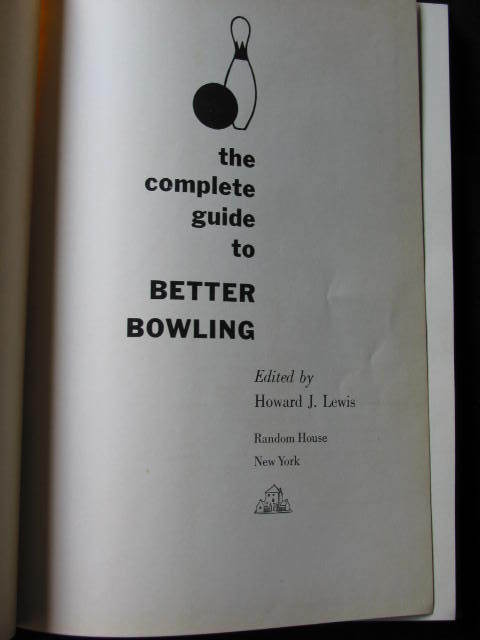 the
complete
guide
to
BETTER
BOWLING
Edited by
Howard J. Lewis
Random House
New York